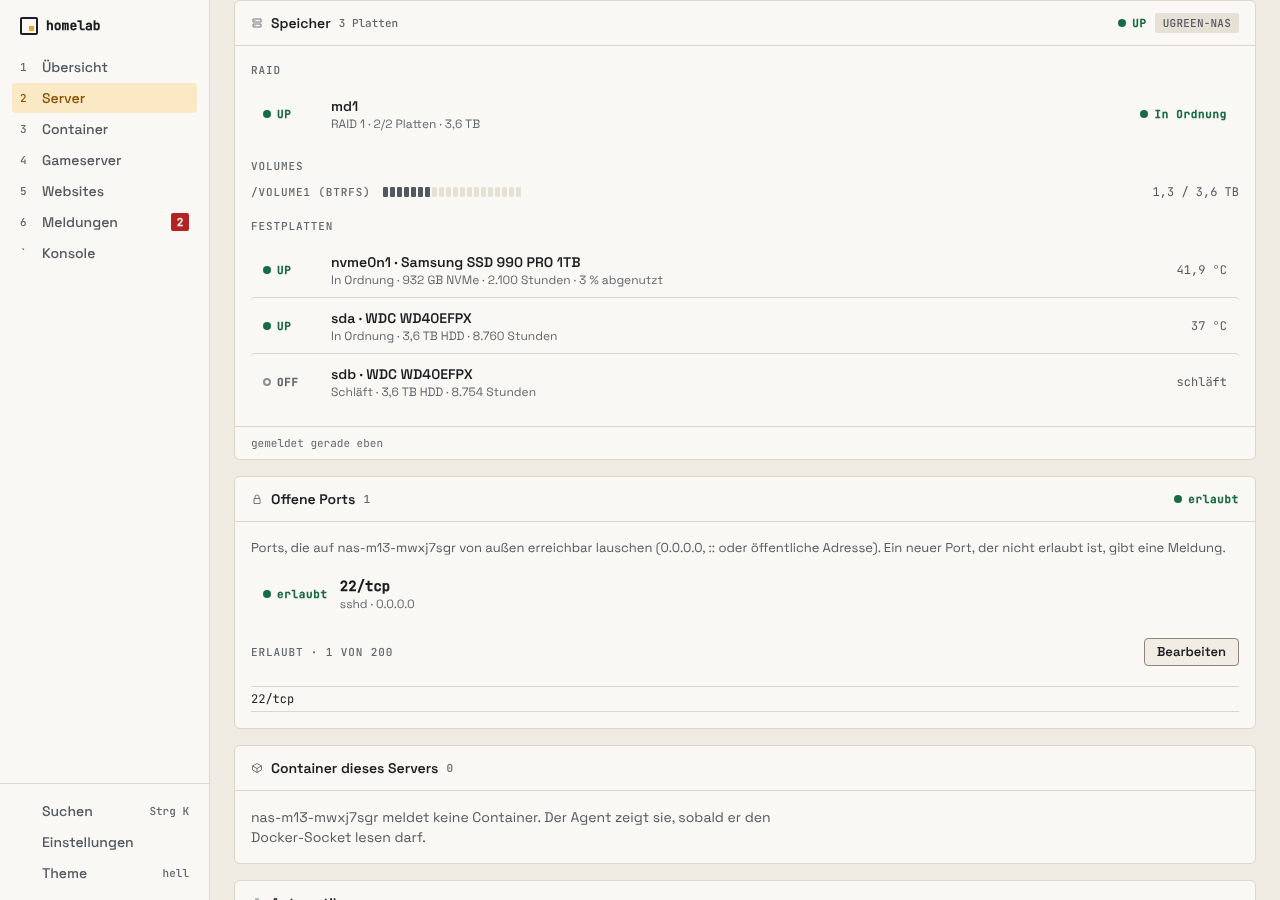 homelab
1 Übersicht
2 Server
3 Container
4 Gameserver
5 Websites
6 Meldungen 2
` Konsole
Suchen Strg K
Einstellungen
Theme hell
Speicher 3 Platten UP UGREEN-NAS
RAID
UP md1 In Ordnung
RAID 1 · 2/2 Platten · 3,6 TB
VOLUMES
/VOLUME1 (BTRFS) 1,3 / 3,6 TB
FESTPLATTEN
UP nvme0n1 · Samsung SSD 990 PRO 1TB 41,9 °C
In Ordnung · 932 GB NVMe · 2.100 Stunden · 3 % abgenutzt
UP sda · WDC WD40EFPX 37 °C
In Ordnung · 3,6 TB HDD · 8.760 Stunden
OFF sdb · WDC WD40EFPX schläft
Schläft · 3,6 TB HDD · 8.754 Stunden
gemeldet gerade eben
Offene Ports 1 erlaubt
Ports, die auf nas-m13-mwxj7sgr von außen erreichbar lauschen (0.0.0.0, :: oder öffentliche Adresse). Ein neuer Port, der nicht erlaubt ist, gibt eine Meldung.
erlaubt 22/tcp
sshd · 0.0.0.0
ERLAUBT · 1 VON 200 Bearbeiten
22/tcp
Container dieses Servers 0
nas-m13-mwxj7sgr meldet keine Container. Der Agent zeigt sie, sobald er den
Docker-Socket lesen darf.